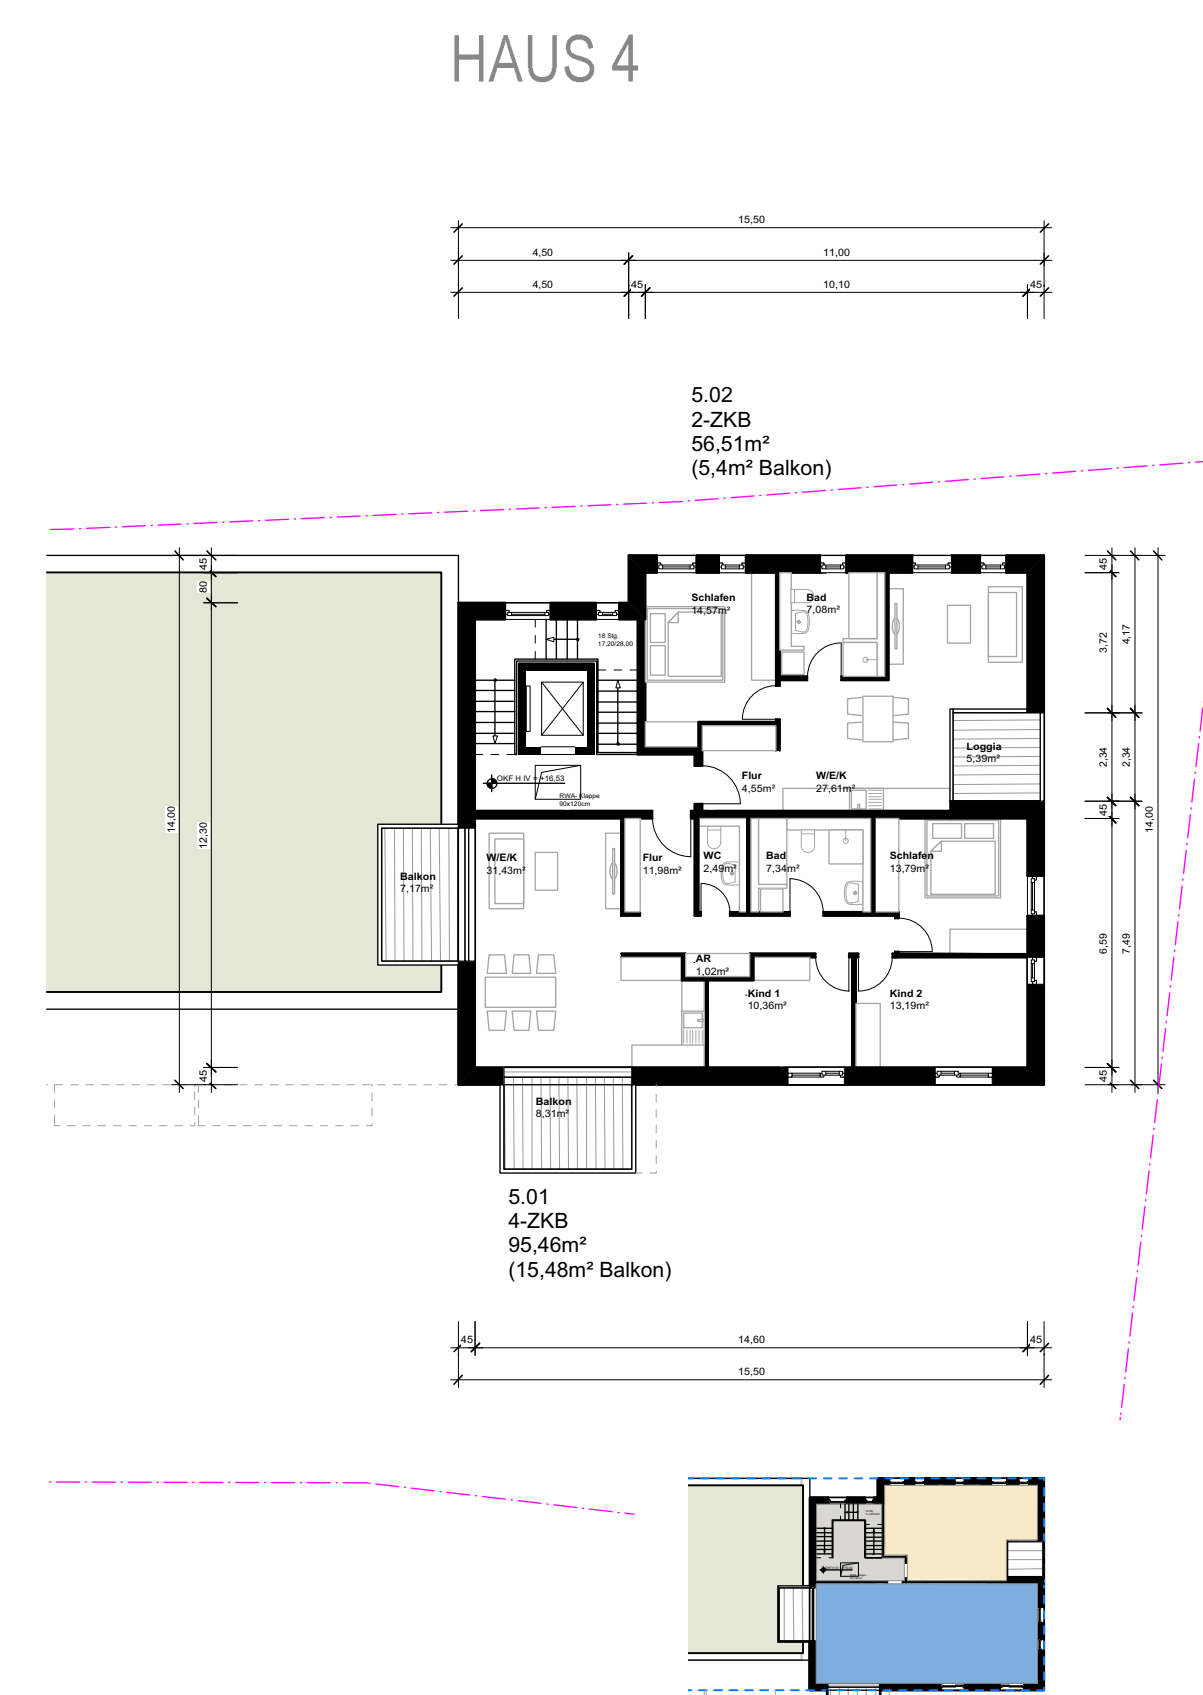 HAUS 4
15,50
4,50
11,00
4,50
45
10,10
45
5.02
2-ZKB
56,51m²
(5,4m² Balkon)
45
80
14,00
12,30
45
Schlafen
14,57m²
Bad
7,08m²
18 Stg.
17,20/28,00
Loggia
5,39m²
Flur
4,55m²
W/E/K
27,61m²
OKF H IV = +16,53
RWA- Klappe
90x120cm
45
3,72
4,17
2,34
2,34
45
14,00
6,59
7,49
45
Balkon
7,17m²
W/E/K
31,43m²
Flur
11,98m²
WC
2,49m²
Bad
7,34m²
Schlafen
13,79m²
AR
1,02m²
Kind 1
10,36m²
Kind 2
13,19m²
Balkon
8,31m²
5.01
4-ZKB
95,46m²
(15,48m² Balkon)
45
14,60
45
15,50